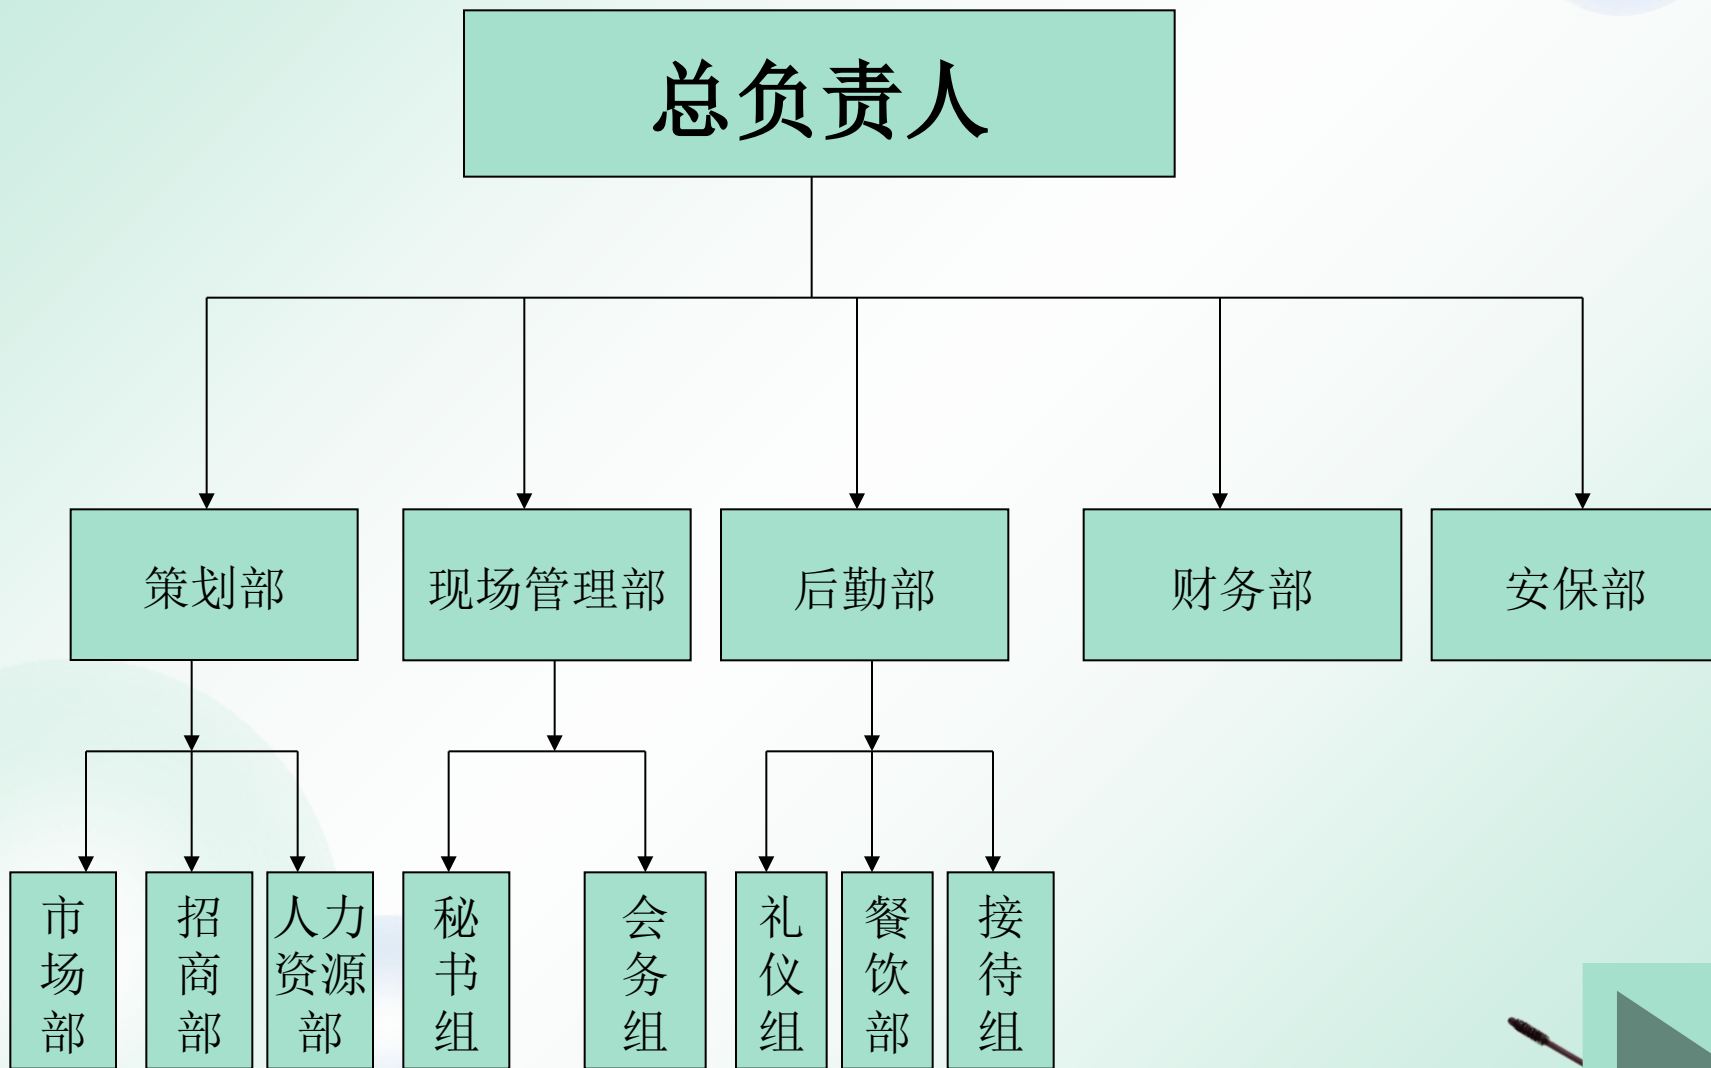 总负责人
策划部
现场管理部
后勤部
财务部
安保部
市
场
部
招
商
部
人力
资源
部
秘
书
组
会
务
组
礼
仪
组
餐
饮
部
接
待
组